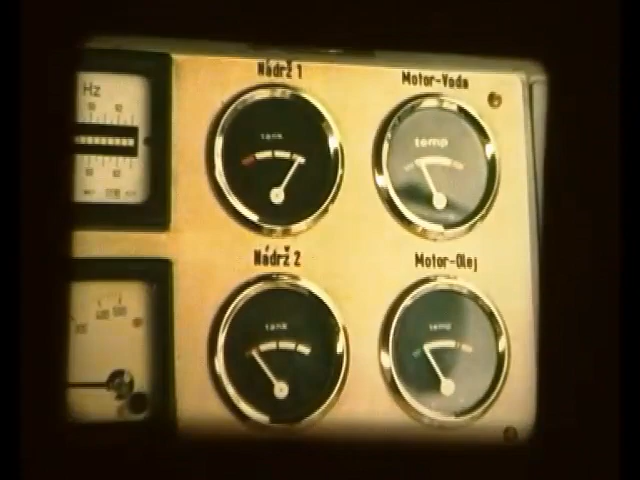 Hz
Nádrž 1
tank
Motor-Voda
temp
Nádrž 2
tank
Motor-Olej
temp